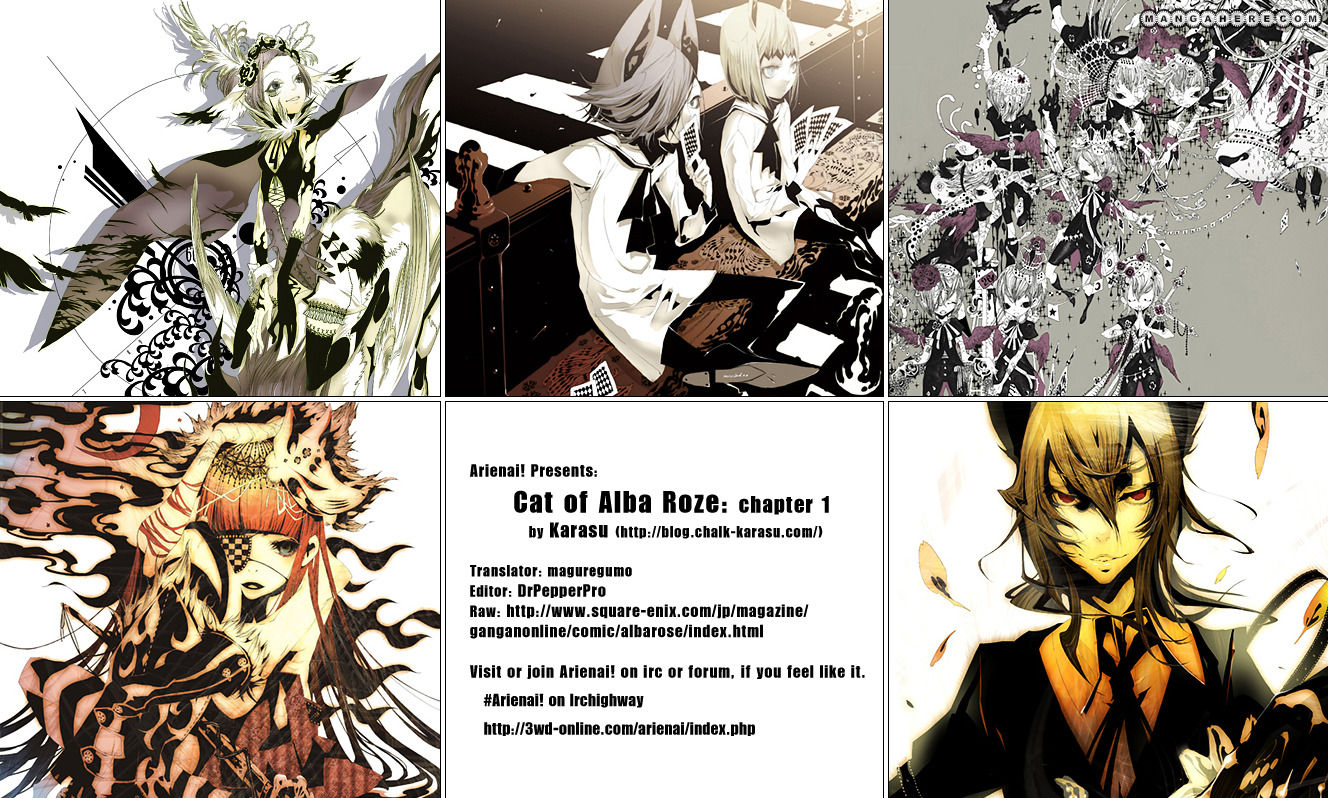 MANGAHERE.COM
Arienai! Presents:
Cat of Alba Roze: chapter 1
by Karasu (http://blog.chalk-karasu.com/)
Translator: maguregumo
Editor: DrPepperPro
Raw: http://www.square-enix.com/jp/magazine/
ganganonline/comic/albarose/index.html
Visit or join Arienai! on irc or forum, if you feel like it.
#Arienai! on Irchighway
http://3wd-online.com/arienai/index.php